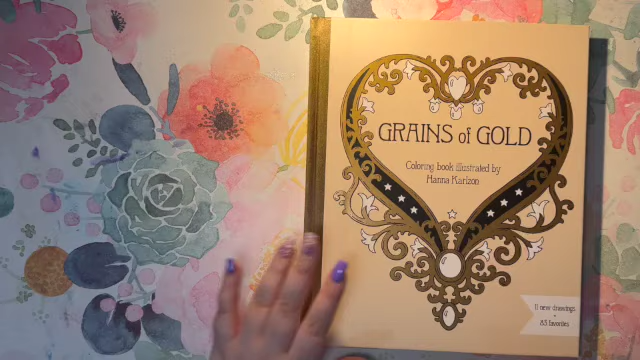 GRAINS of GOLD
Coloring book illustrated by
Hanna Karlzon
11 new drawings
+
83 favorites